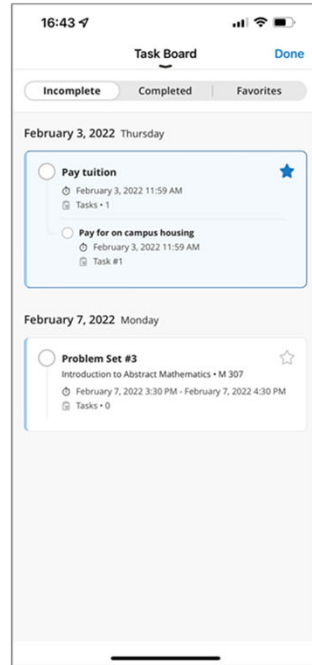 16:43
Task Board
Done
Incomplete
Completed
Favorites
February 3, 2022 Thursday
Pay tuition
February 3, 2022 11:59 AM
Tasks • 1
Pay for on campus housing
February 3, 2022 11:59 AM
Task #1
February 7, 2022 Monday
Problem Set #3
Introduction to Abstract Mathematics • M 307
February 7, 2022 3:30 PM - February 7, 2022 4:30 PM
Tasks • 0